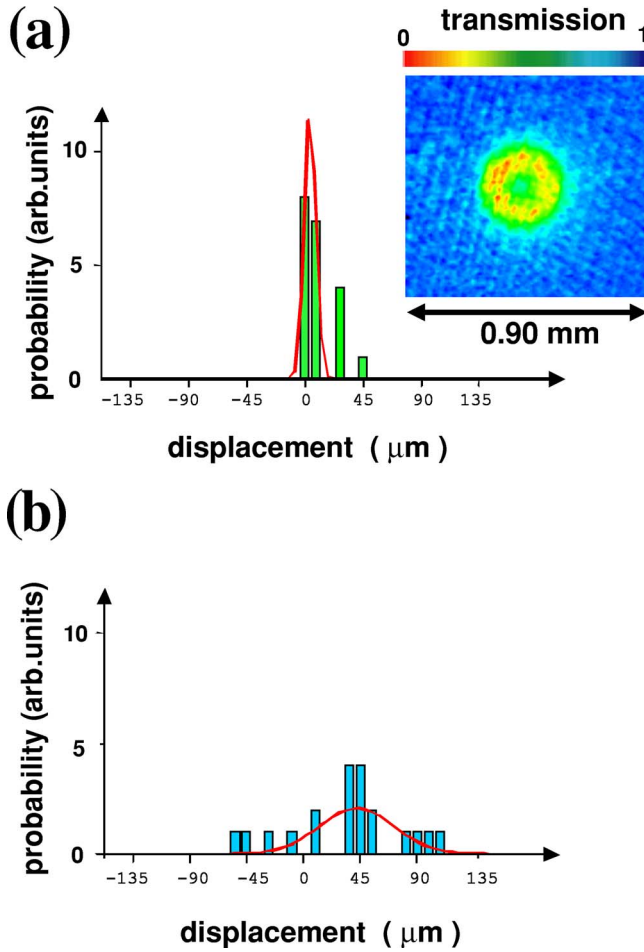 (a)
transmission
0 1
10
5
0
probability (arb.units)
-135 -90 -45 0 45 90 135
displacement ( μm )
0.90 mm
(b)
10
5
0
probability (arb.units)
-135 -90 -45 0 45 90 135
displacement ( μm )